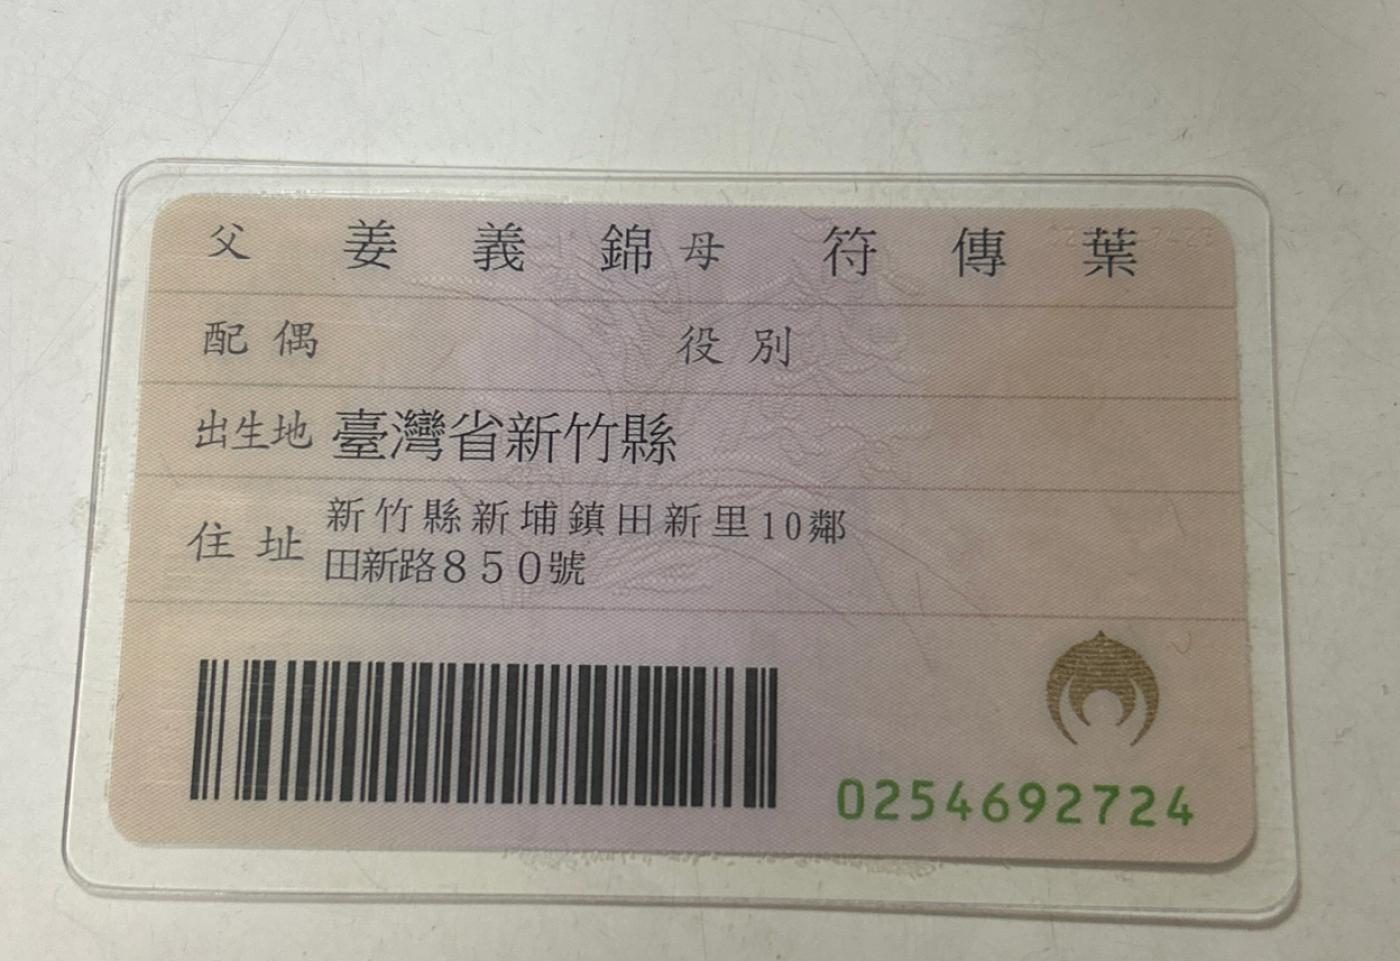 父 姜義錦 母 符傳葉
配偶 役別
出生地 臺灣省新竹縣
住址 新竹縣新埔鎮田新里10鄰
田新路850號
0254692724